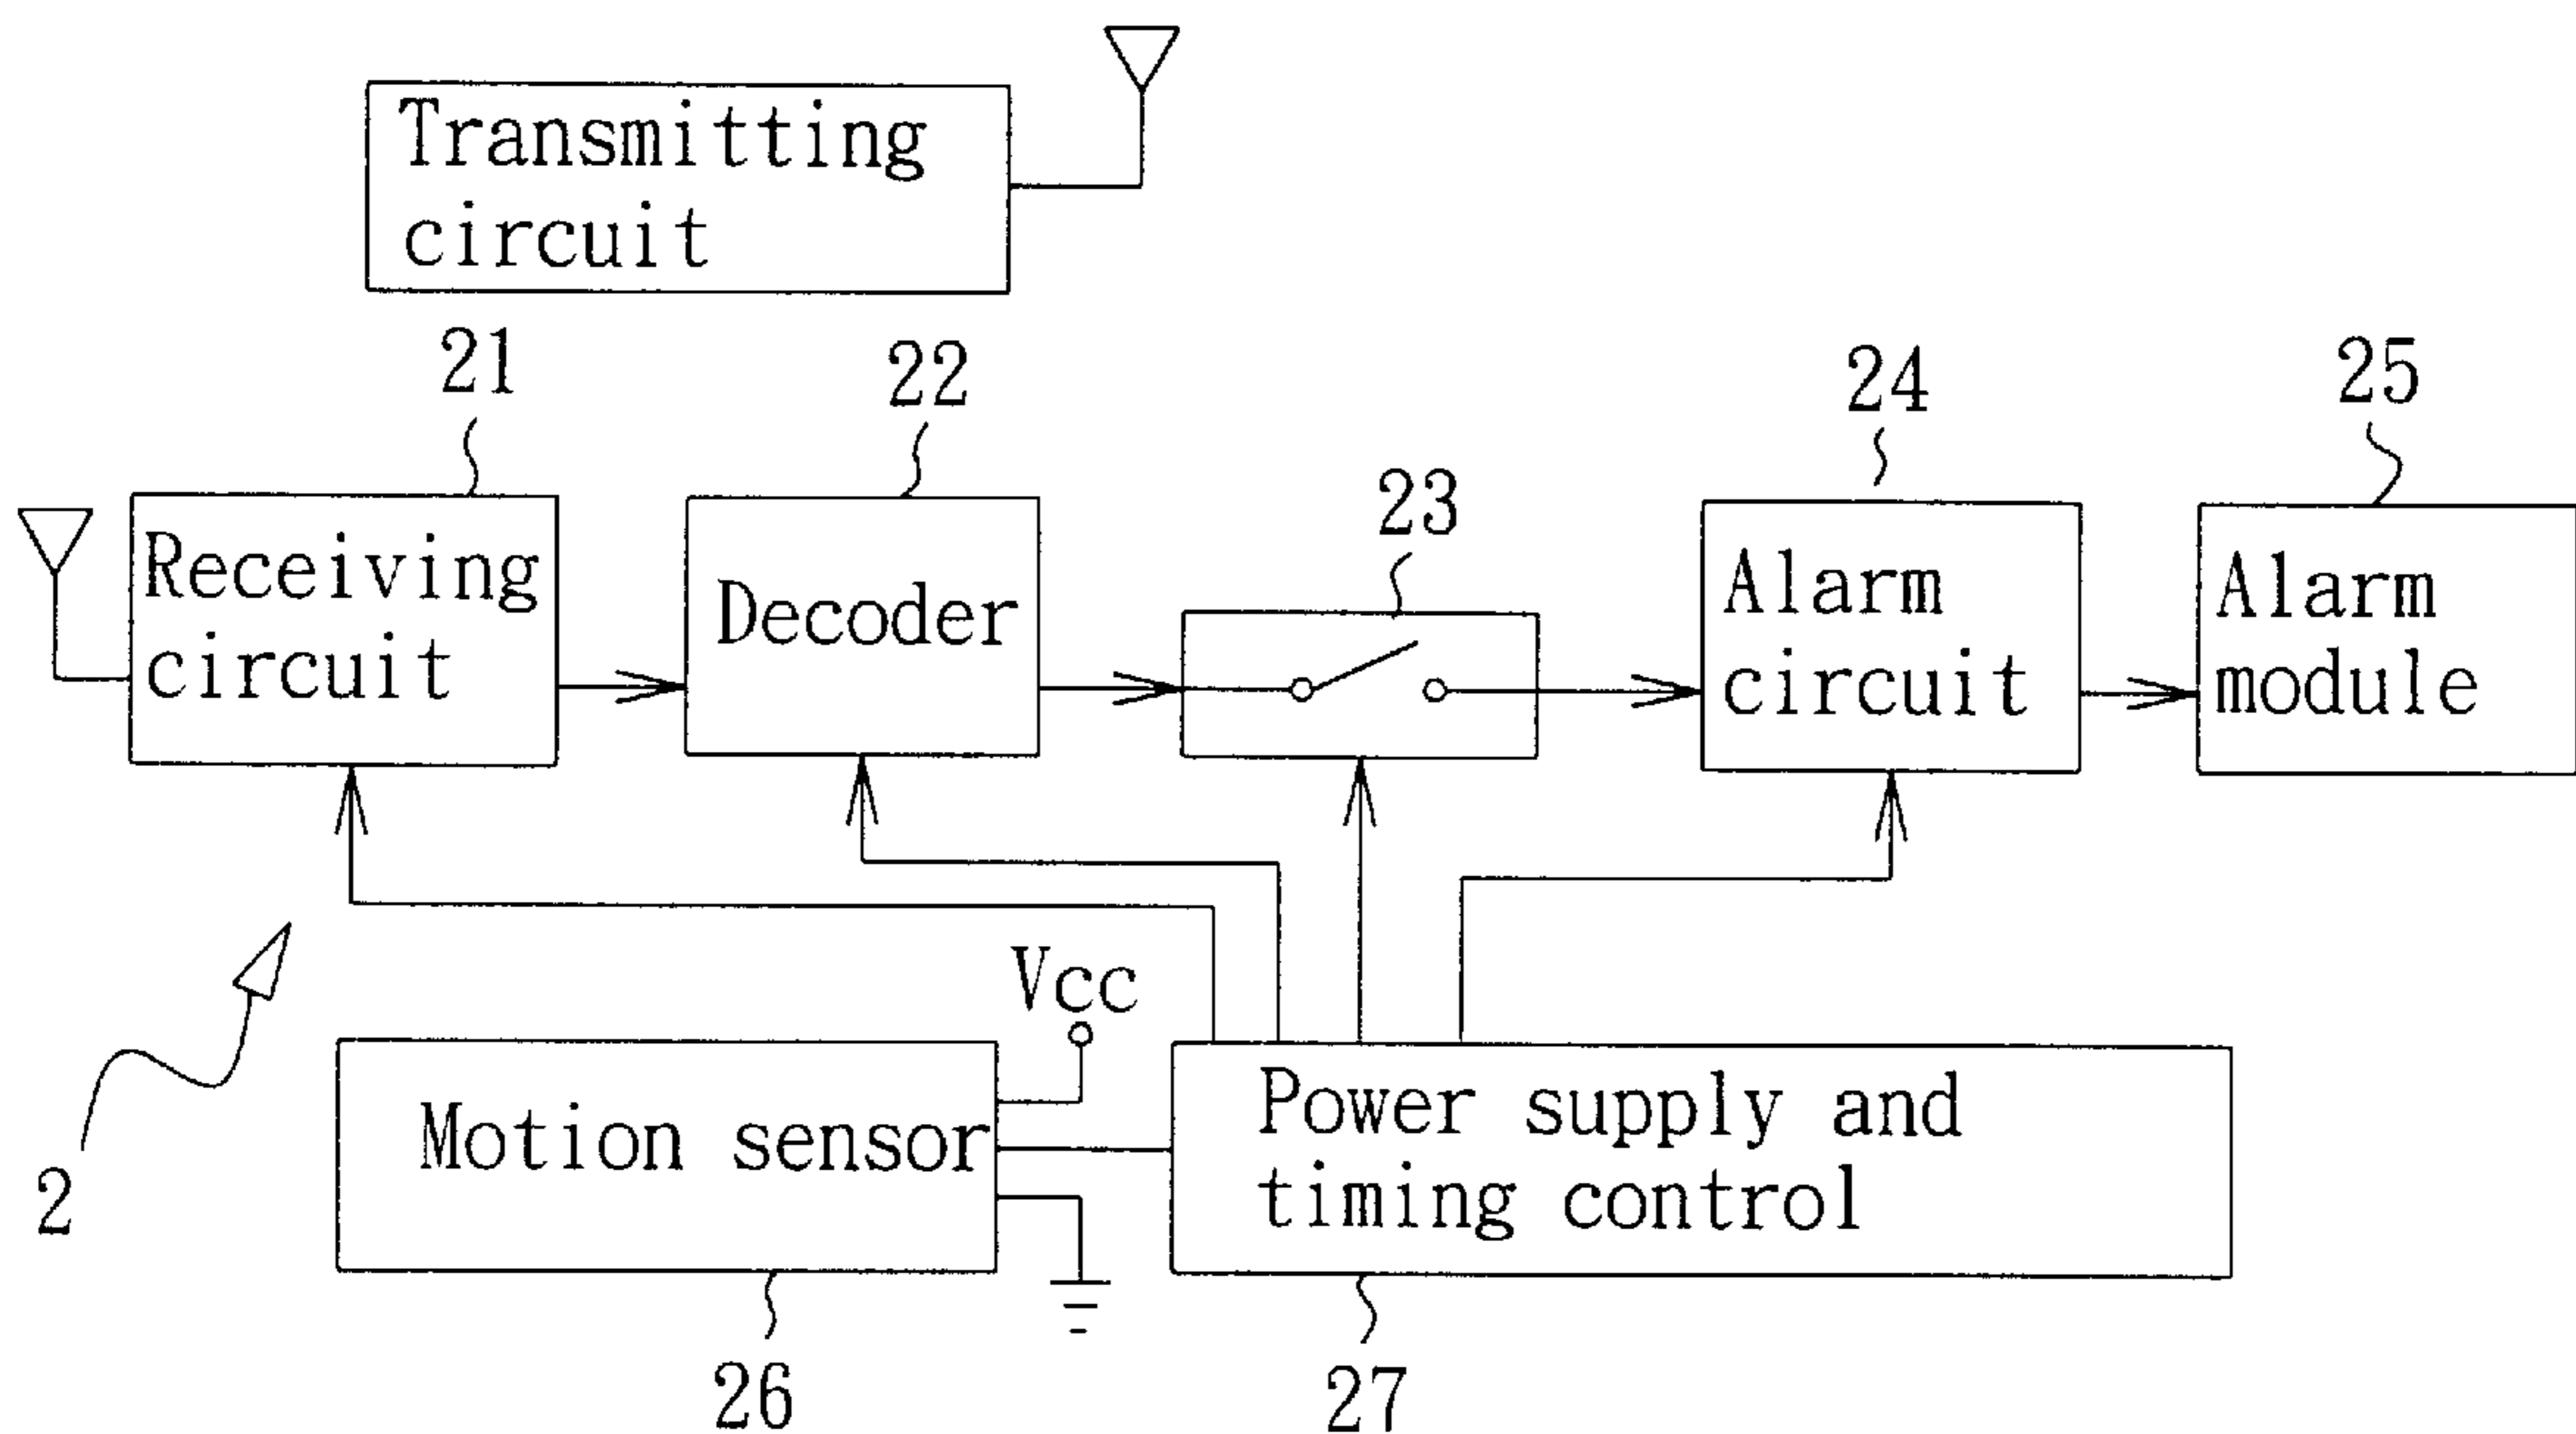 Transmitting
circuit
21
22
23
24
25
Receiving
circuit
Decoder
Alarm
circuit
Alarm
module
Vcc
2
Motion sensor
Power supply and
timing control
26
27